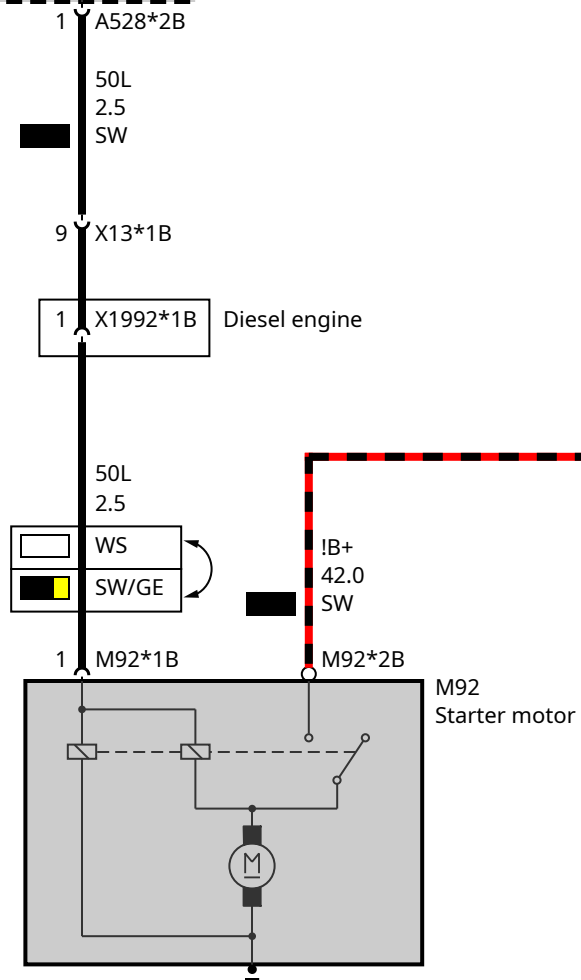 1 A528*2B
50L
2.5
SW
9 X13*1B
1 X1992*1B Diesel engine
50L
2.5
WS
SW/GE
!B+
42.0
SW
1 M92*1B
M92*2B
M92
Starter motor
M